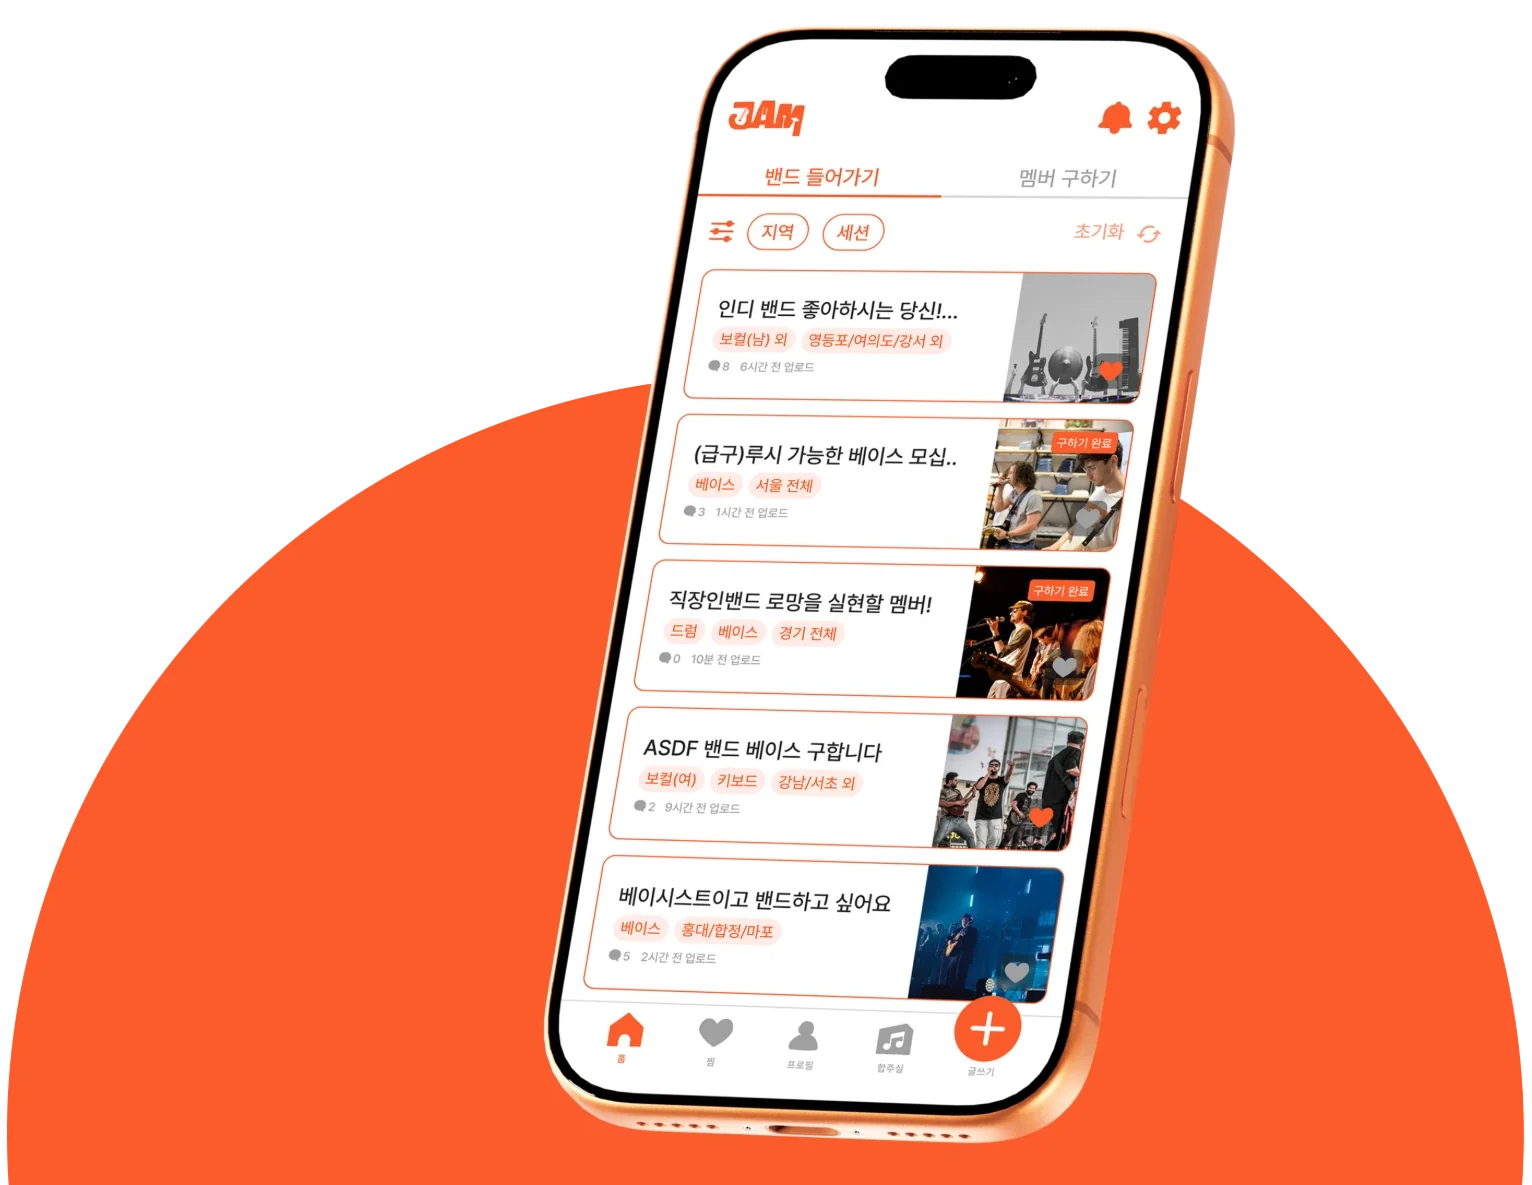 JAM
밴드 들어가기
멤버 구하기
지역
세션
초기화
인디 밴드 좋아하시는 당신!...
보컬(남) 외
영등포/여의도/강서 외
8 6시간 전 업로드
(급구)루시 가능한 베이스 모십..
베이스
서울 전체
3 1시간 전 업로드
구하기 완료
직장인밴드 로망을 실현할 멤버!
드럼
베이스
경기 전체
0 10분 전 업로드
구하기 완료
ASDF 밴드 베이스 구합니다
보컬(여)
키보드
강남/서초 외
2 9시간 전 업로드
베이시스트이고 밴드하고 싶어요
베이스
홍대/합정/마포
5 2시간 전 업로드
홈
찜
프로필
합주실
글쓰기